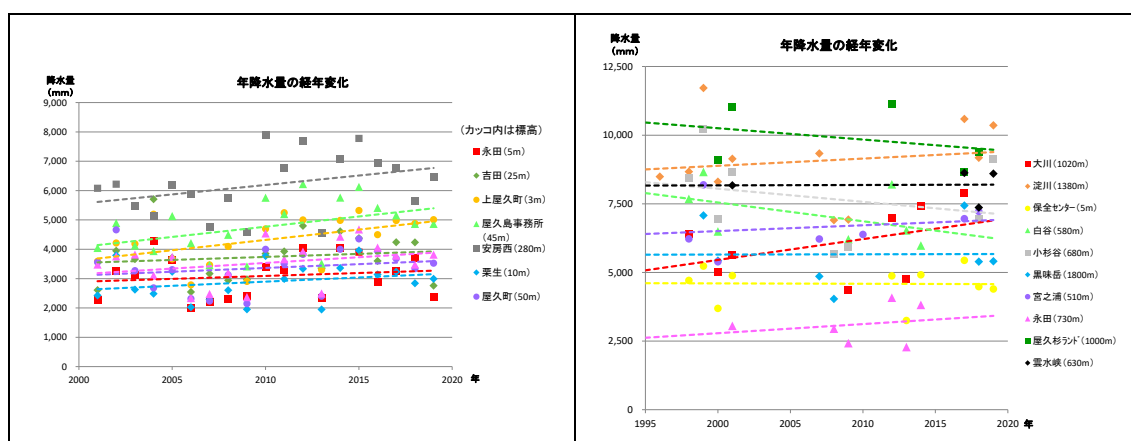 年降水量の経年変化
降水量
(mm)
9,000
8,000
7,000
6,000
5,000
4,000
3,000
2,000
1,000
0
2000
2005
2010
2015
2020
年
(カッコ内は標高)
永田(5m)
吉田(25m)
上屋久町(3m)
屋久島事務所
(45m)
安房西(280m)
栗生(10m)
屋久町(50m)
年降水量の経年変化
降水量
(mm)
12,500
10,000
7,500
5,000
2,500
0
1995
2000
2005
2010
2015
2020
年
大川(1020m)
淀川(1380m)
保全センター(5m)
白谷(580m)
小杉谷(680m)
黒味岳(1800m)
宮之浦(510m)
永田(730m)
屋久杉ランド(1000m)
雲水峡(630m)